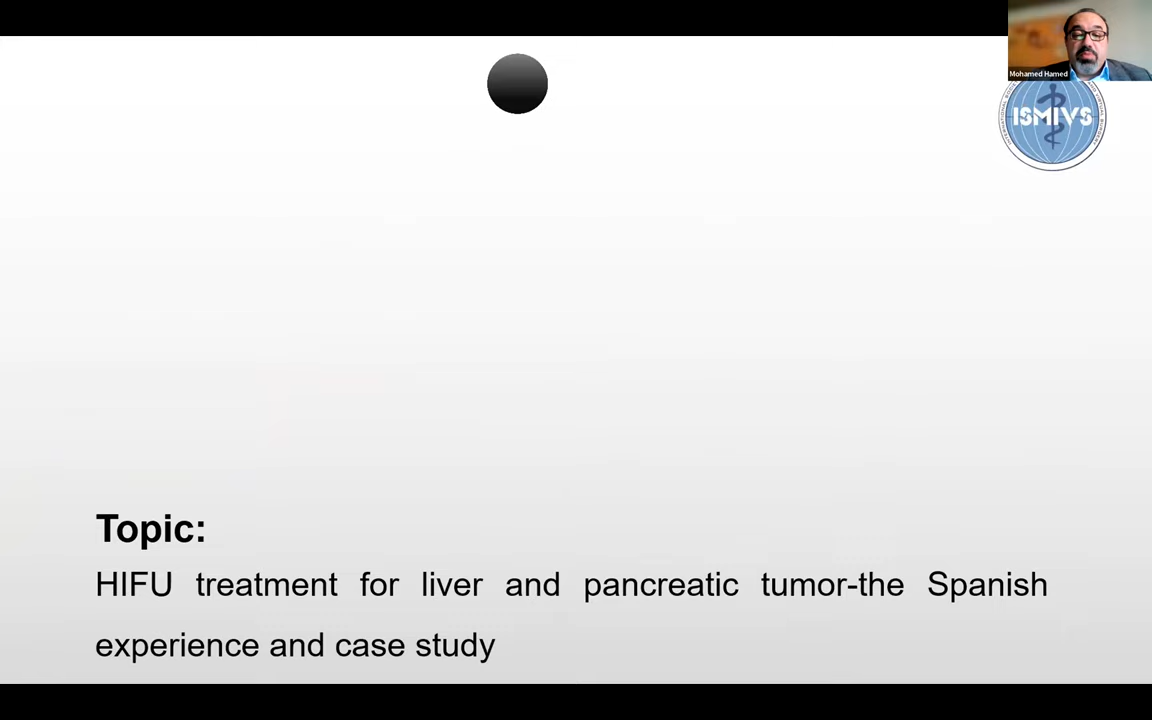 Mohamed Hamed
ISMIVS
Topic:
HIFU treatment for liver and pancreatic tumor-the Spanish
experience and case study